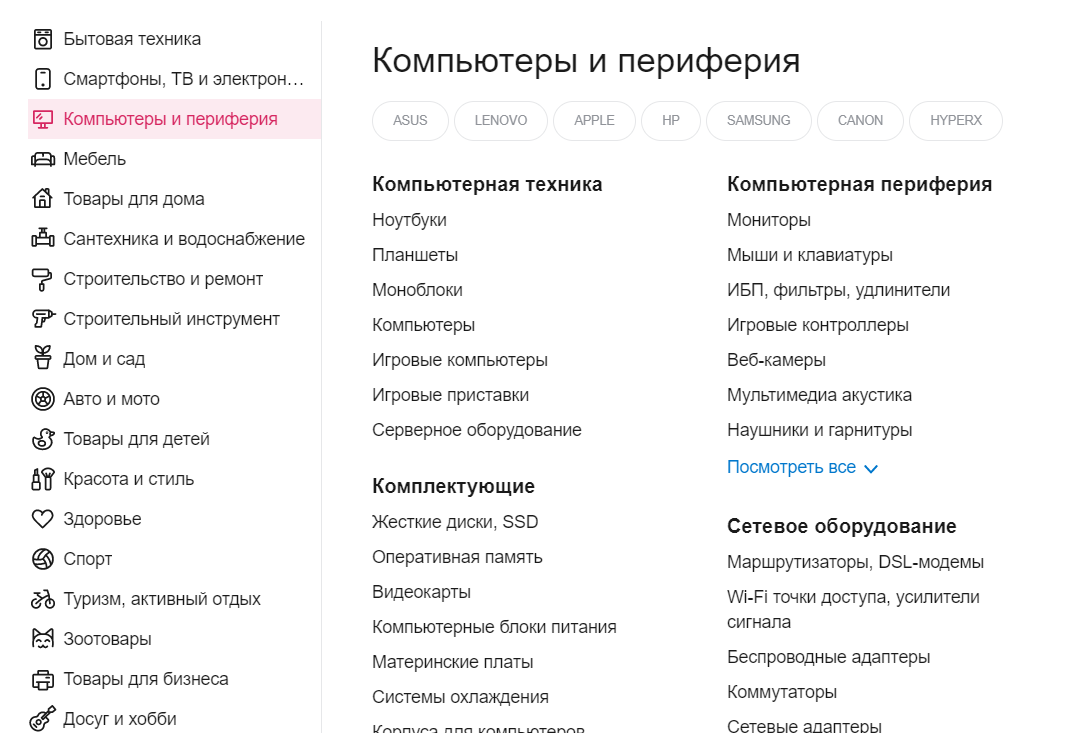 Бытовая техника
Смартфоны, ТВ и электрон…
Компьютеры и периферия
Мебель
Товары для дома
Сантехника и водоснабжение
Строительство и ремонт
Строительный инструмент
Дом и сад
Авто и мото
Товары для детей
Красота и стиль
Здоровье
Спорт
Туризм, активный отдых
Зоотовары
Товары для бизнеса
Досуг и хобби
Компьютеры и периферия
ASUS LENOVO APPLE HP SAMSUNG CANON HYPERX
Компьютерная техника
Ноутбуки
Планшеты
Моноблоки
Компьютеры
Игровые компьютеры
Игровые приставки
Серверное оборудование
Комплектующие
Жесткие диски, SSD
Оперативная память
Видеокарты
Компьютерные блоки питания
Материнские платы
Системы охлаждения
Корпуса для компьютеров
Компьютерная периферия
Мониторы
Мыши и клавиатуры
ИБП, фильтры, удлинители
Игровые контроллеры
Веб-камеры
Мультимедиа акустика
Наушники и гарнитуры
Посмотреть все
Сетевое оборудование
Маршрутизаторы, DSL-модемы
Wi-Fi точки доступа, усилители
сигнала
Беспроводные адаптеры
Коммутаторы
Сетевые адаптеры